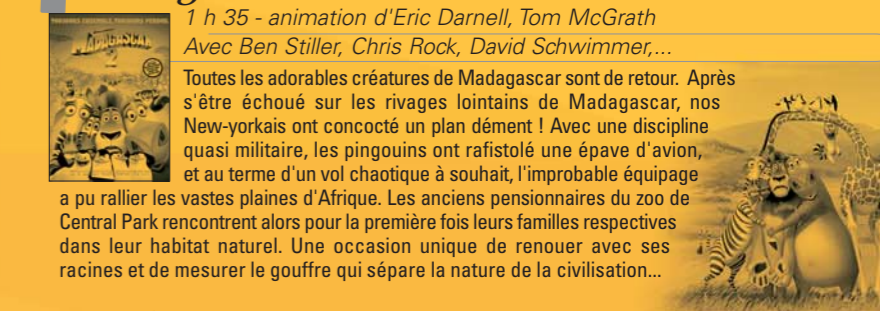 1 h 35 - animation d'Eric Darnell, Tom McGrath
Avec Ben Stiller, Chris Rock, David Schwimmer,...
Toutes les adorables créatures de Madagascar sont de retour. Après
s'être échoué sur les rivages lointains de Madagascar, nos
New-yorkais ont concocté un plan dément ! Avec une discipline
quasi militaire, les pingouins ont rafistolé une épave d'avion,
et au terme d'un vol chaotique à souhait, l'improbable équipage
a pu rallier les vastes plaines d'Afrique. Les anciens pensionnaires du zoo de
Central Park rencontrent alors pour la première fois leurs familles respectives
dans leur habitat naturel. Une occasion unique de renouer avec ses
racines et de mesurer le gouffre qui sépare la nature de la civilisation...